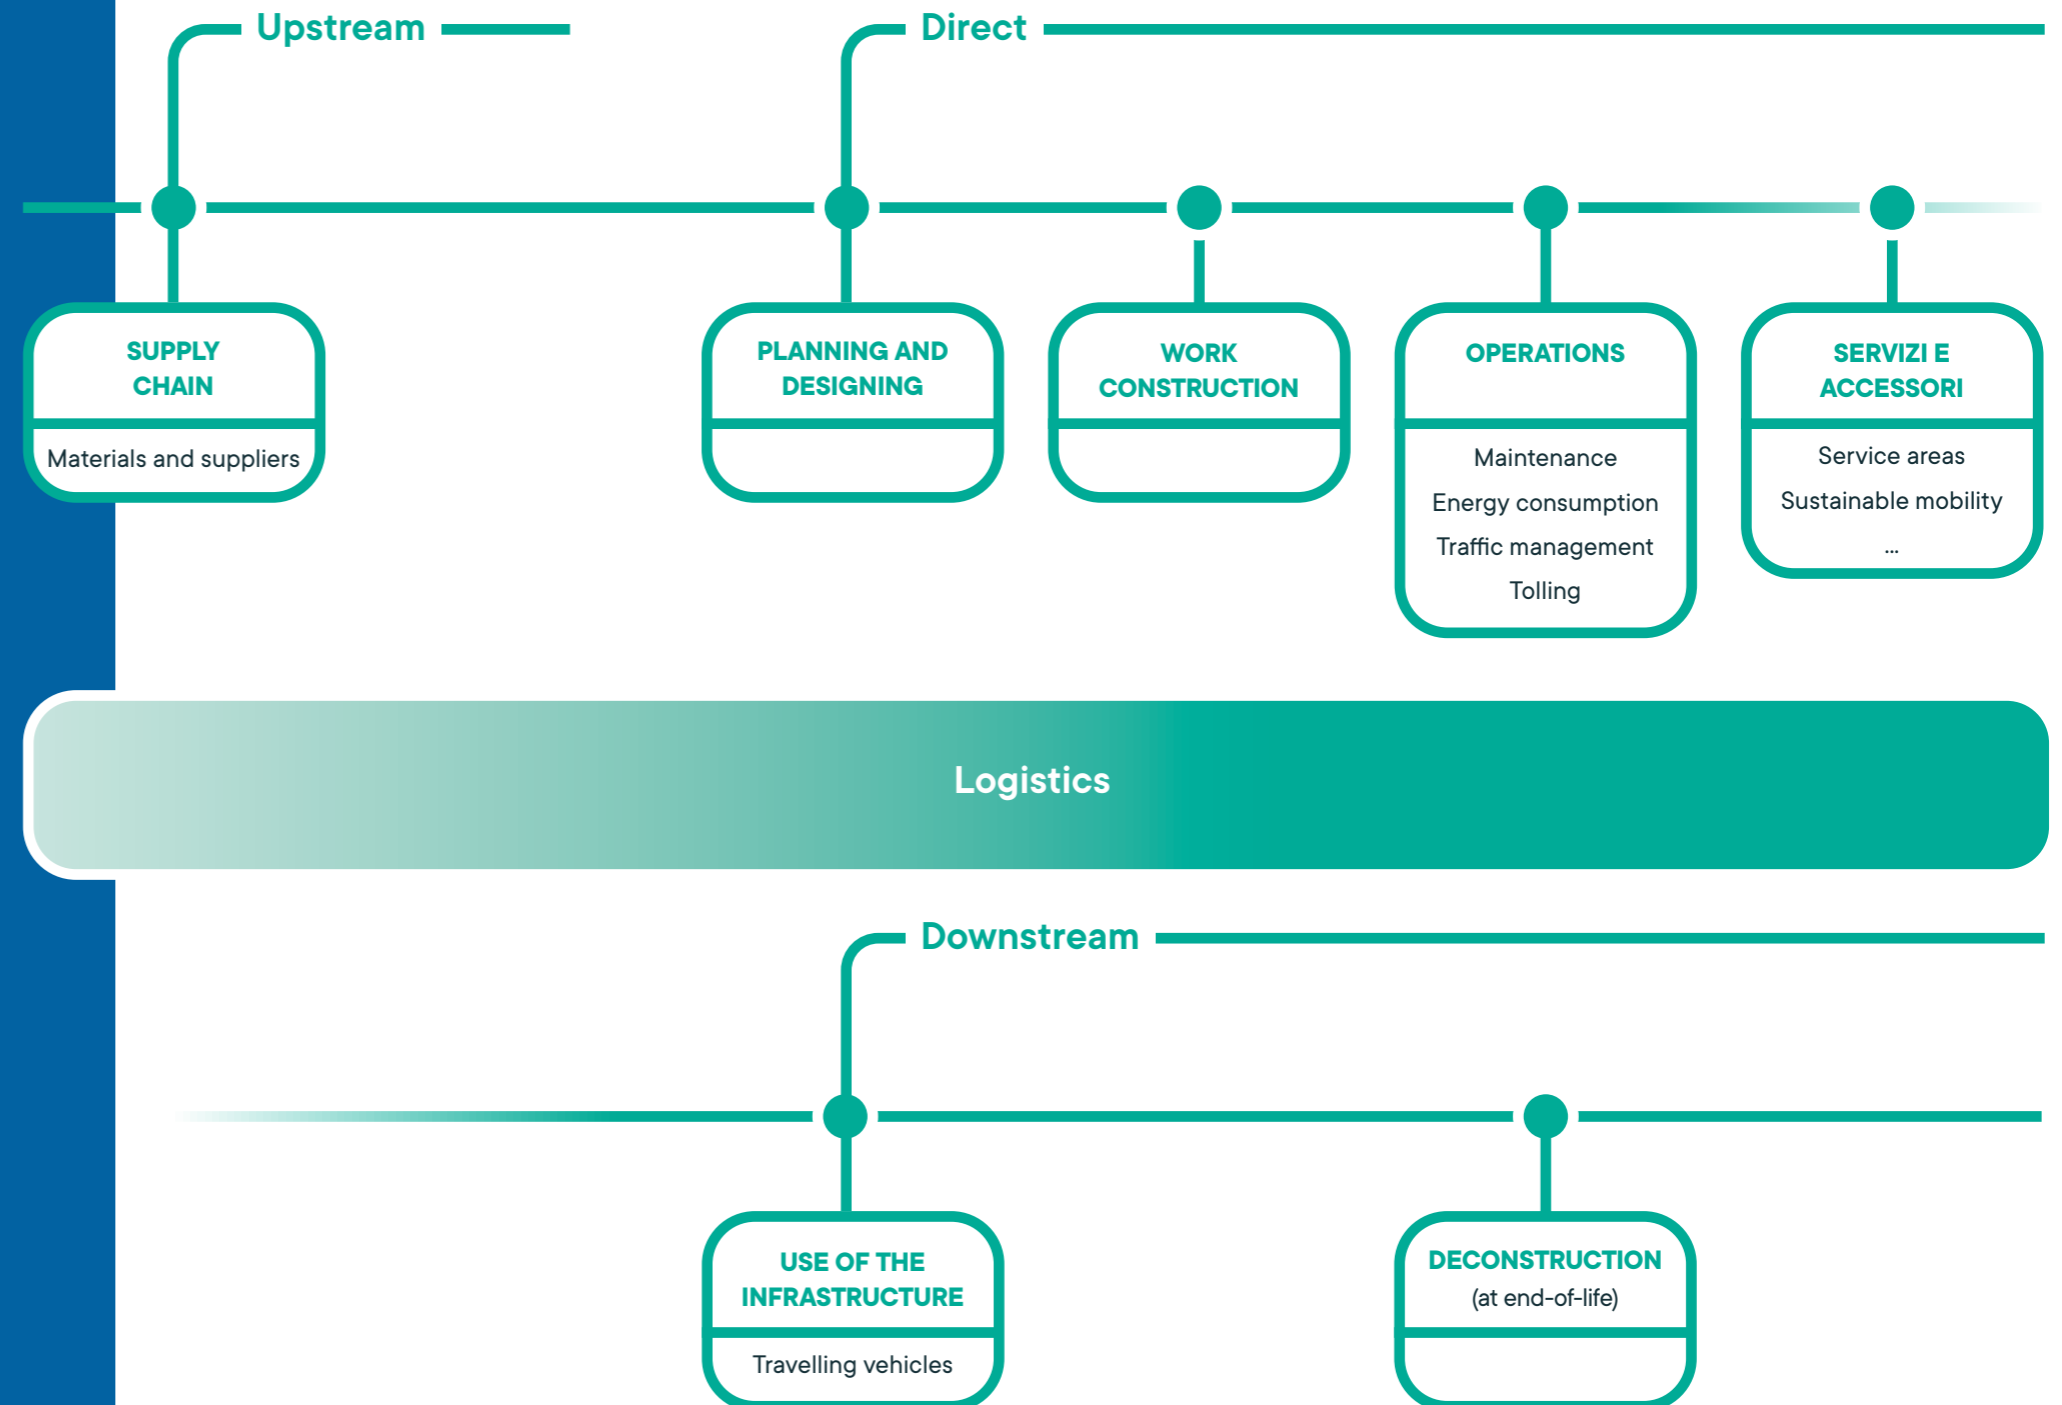 Upstream
Direct
SUPPLY
CHAIN
Materials and suppliers
PLANNING AND
DESIGNING
WORK
CONSTRUCTION
OPERATIONS
Maintenance
Energy consumption
Traffic management
Tolling
SERVIZI E
ACCESSORI
Service areas
Sustainable mobility
...
Logistics
Downstream
USE OF THE
INFRASTRUCTURE
Travelling vehicles
DECONSTRUCTION
(at end-of-life)